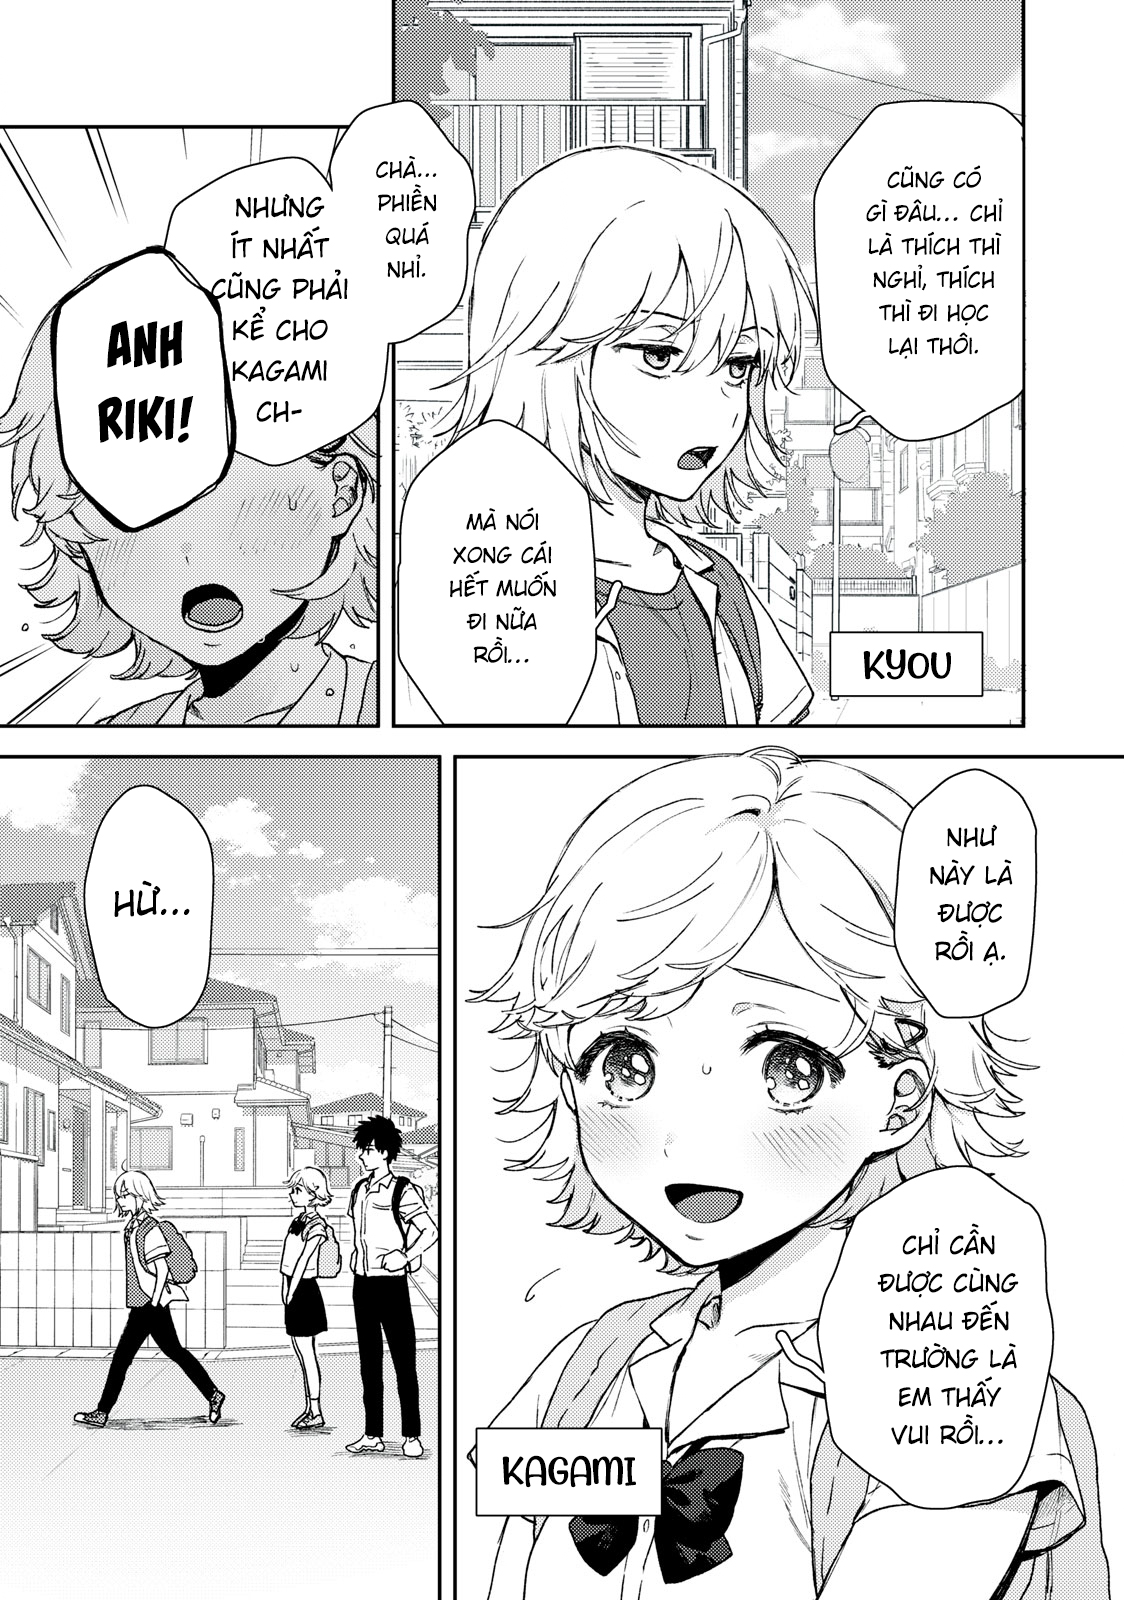 CŨNG CÓ
GÌ ĐÂU... CHỈ
LÀ THÍCH THÌ
NGHỈ, THÍCH
THÌ ĐI HỌC
LẠI THÔI.
KYOU
MÀ NÓI
XONG CÁI
HẾT MUỐN
ĐI NỮA
RỒI...
CHÀ...
PHIỀN
QUÁ
NHỈ.
NHƯNG
ÍT NHẤT
CŨNG PHẢI
KỂ CHO
KAGAMI
CH-
ANH
RIKI!
NHƯ
NÀY LÀ
ĐƯỢC
RỒI Ạ.
CHỈ CẦN
ĐƯỢC CÙNG
NHAU ĐẾN
TRƯỜNG LÀ
EM THẤY
VUI RỒI...
KAGAMI
HỪ...